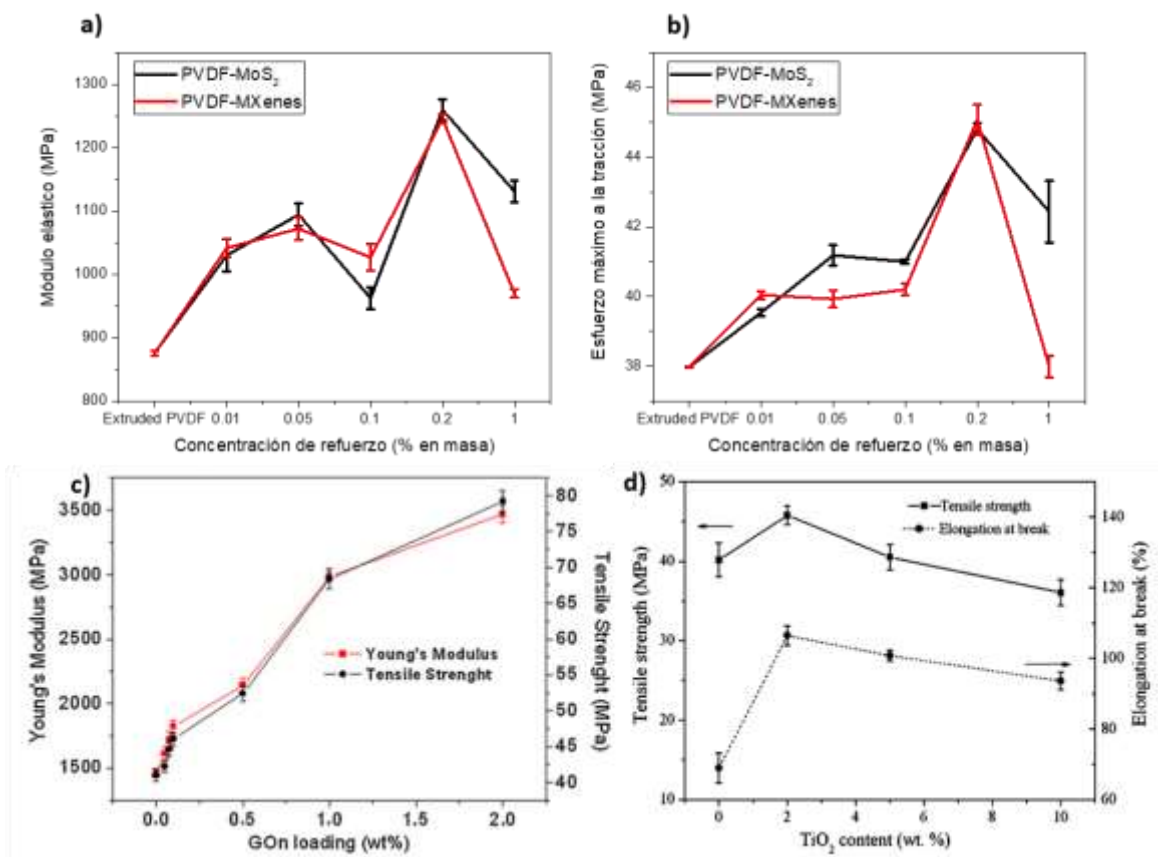 a)
PVDF-MoS₂
PVDF-MXenes
Módulo elástico (MPa)
1300
1200
1100
1000
900
800
Extruded PVDF 0.01 0.05 0.1 0.2 1
Concentración de refuerzo (% en masa)
b)
PVDF-MoS₂
PVDF-MXenes
Esfuerzo máximo a la tracción (MPa)
46
44
42
40
38
Extruded PVDF 0.01 0.05 0.1 0.2 1
Concentración de refuerzo (% en masa)
c)
Young's Modulus (MPa)
3500
3000
2500
2000
1500
Young's Modulus
Tensile Strenght
80
75
70
65
60
55
50
45
40
Tensile Strenght (MPa)
0.0 0.5 1.0 1.5 2.0
GOn loading (wt%)
d)
Tensile strength (MPa)
50
40
30
20
10
Tensile strength
Elongation at break
140
120
100
80
60
Elongation at break (%)
0 2 4 6 8 10
TiO₂ content (wt. %)